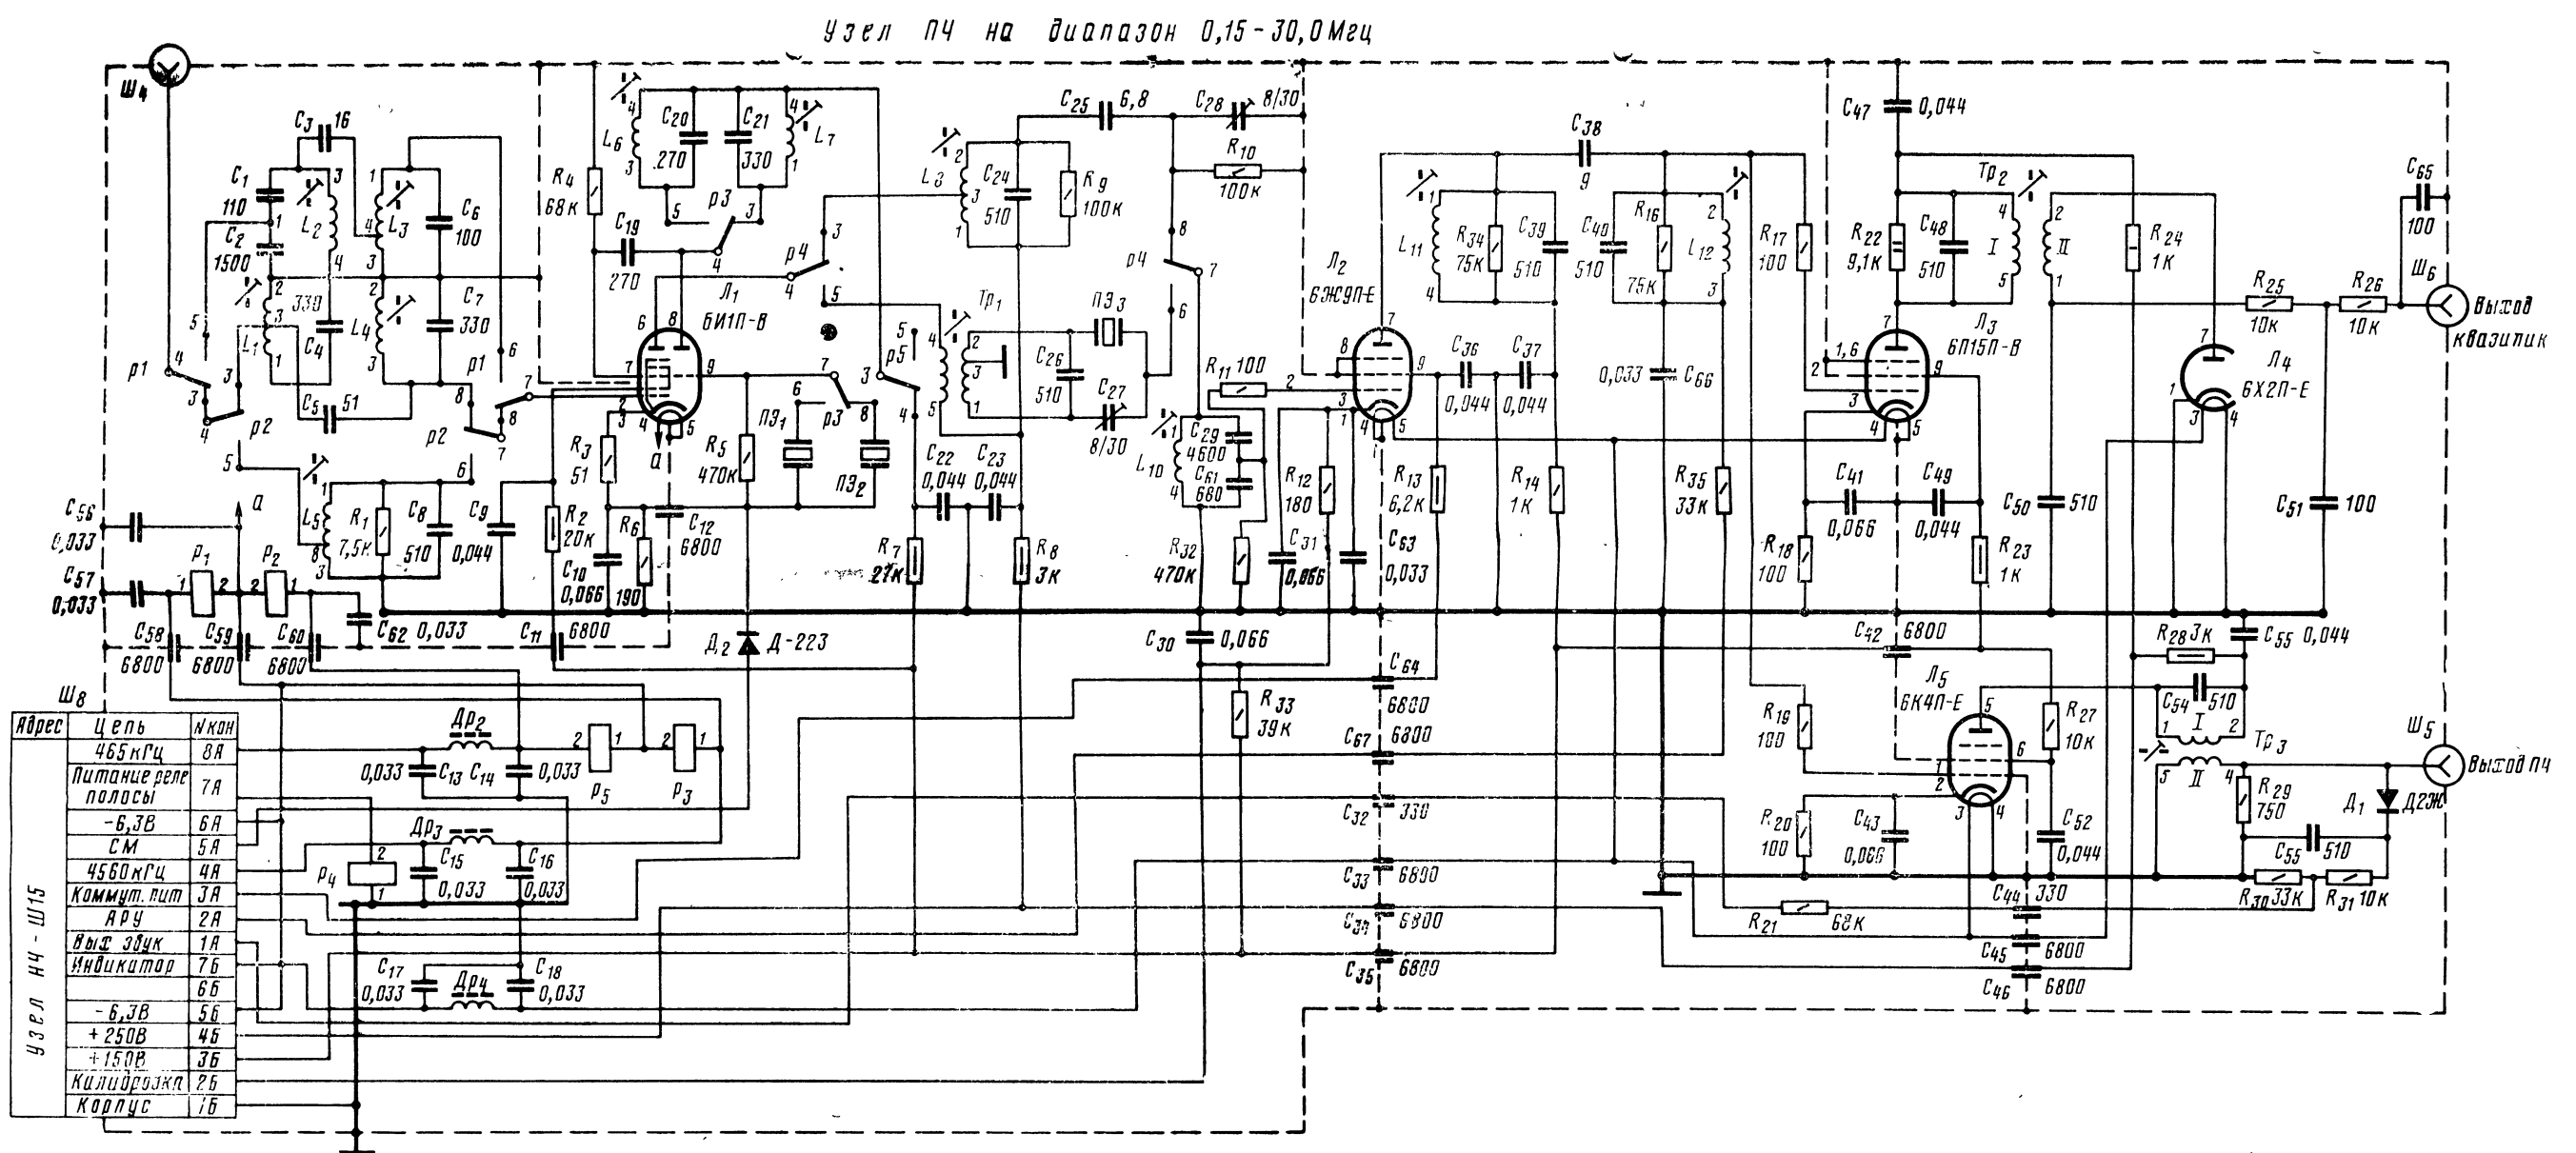 Узел ПЧ на диапазон 0,15-30,0Мгц
Ш4
C3 16
C1 110
C2 1500
L2
L3
C6 100
C7 330
L1
330 C4
L4
C5 51
р1
р2
р1
р2
L5
R1 7,5к
C8 510
C9 0,044
а
C56 0,033
C57 0,033
Р1
Р2
C58 6800
C59 6800
C60 6800
C62 0,033
R4 68к
L6
C20 270
C21 330
L7
р3
C19 270
Л1 6И1П-В
R3 51
а
R5 470к
R2 20к
C10 0,066
R6 190
C12 6800
C11 6800
Д2 Д-223
ПЭ1
р3
ПЭ2
р4
р5
Тр1
L8
C24 510
R9 100к
C25 6,8
C28 8/30
R10 100к
C26 510
ПЭ3
C27 8/30
р4
C22 0,044
C23 0,044
R7 27к
R8 3к
L10
C29 4600
C61 680
R11 100
R32 470к
C31 0,066
R12 180
C63 0,033
C30 0,066
R33 39к
Л2 6Ж9П-Е
L11
R34 75к
C39 510
C38 9
C40 510
R16 75к
L12
C36 0,044
C37 0,044
R13 6,2к
R14 1к
0,033 C66
R35 33к
R17 100
C47 0,044
R22 9,1к
C48 510
Тр2
I II
Л3 6П15П-В
R24 1к
C41 0,066
C49 0,044
R18 100
R23 1к
C42 6800
C50 510
Л4 6Х2П-Е
R25 10к
R26 10к
C65 100
Ш6 Выход квазипик
C51 100
R28 3к
C55 0,044
C54 510
Л5 6К4П-Е
R19 100
R20 100
C43 0,066
R27 10к
C52 0,044
Тр3
I
II
R29 750
Д1 Д2Ж
C55 510
R30 33к
R31 10к
Ш5 Выход ПЧ
R21 68к
C44 330
C45 6800
C46 6800
C64 6800
C67 6800
C32 330
C33 6800
C34 6800
C35 6800
Др2
0,033 C13
C14 0,033
Р5
Р3
Др3
Р4
C15 0,033
C16 0,033
C17 0,033
Др4
C18 0,033
Ш8
Адрес Цепь Nкон
Узел НЧ-Ш15
465кГц 8А
Питание реле полосы 7А
-6,3В 6А
СМ 5А
4560кГц 4А
Коммут. пит 3А
АРУ 2А
Вых звук 1А
Индикатор 7Б
6Б
-6,3В 5Б
+250В 4Б
+150В 3Б
Калибровка 2Б
Корпус 1Б